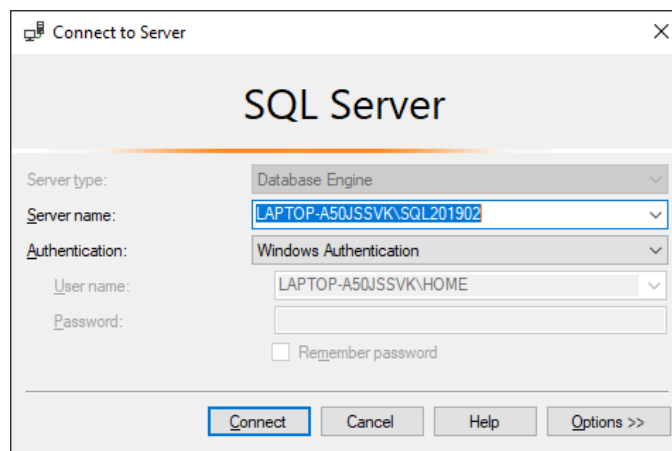 Connect to Server
SQL Server
Server type: Database Engine
Server name: LAPTOP-A50JSSVK\SQL201902
Authentication: Windows Authentication
User name: LAPTOP-A50JSSVK\HOME
Password:
Remember password
Connect Cancel Help Options >>